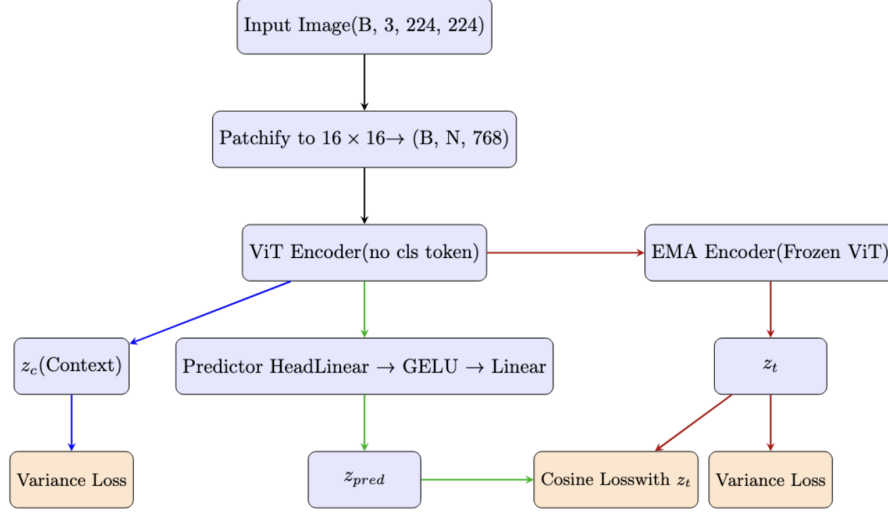 Input Image(B, 3, 224, 224)
Patchify to 16 × 16→ (B, N, 768)
ViT Encoder(no cls token)
EMA Encoder(Frozen ViT)
z_c(Context)
Predictor HeadLinear → GELU → Linear
z_t
Variance Loss
z_pred
Cosine Losswith z_t
Variance Loss